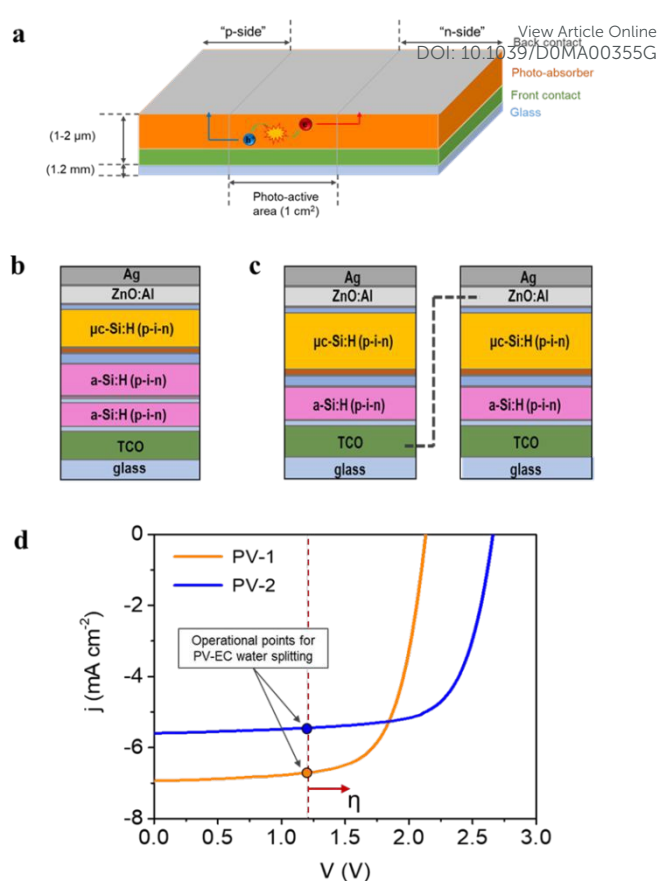 View Article Online
DOI: 10.1039/D0MA00355G
a
"p-side"
"n-side"
Back contact
Photo-absorber
Front contact
Glass
(1-2 µm)
(1.2 mm)
Photo-active
area (1 cm²)
b
Ag
ZnO:Al
µc-Si:H (p-i-n)
a-Si:H (p-i-n)
a-Si:H (p-i-n)
TCO
glass
c
Ag
ZnO:Al
µc-Si:H (p-i-n)
a-Si:H (p-i-n)
TCO
glass
Ag
ZnO:Al
µc-Si:H (p-i-n)
a-Si:H (p-i-n)
TCO
glass
d
PV-1
PV-2
Operational points for
PV-EC water splitting
η
j (mA cm⁻²)
0
-2
-4
-6
-8
0.0 0.5 1.0 1.5 2.0 2.5 3.0
V (V)